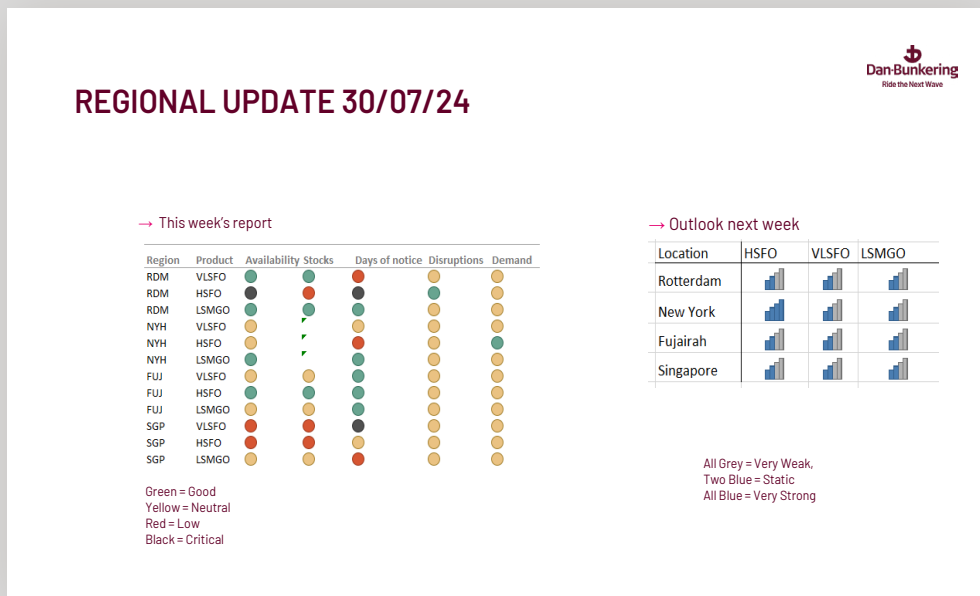 Dan-Bunkering
Ride the Next Wave
REGIONAL UPDATE 30/07/24
→ This week's report
Region Product Availability Stocks Days of notice Disruptions Demand
RDM VLSFO
RDM HSFO
RDM LSMGO
NYH VLSFO
NYH HSFO
NYH LSMGO
FUJ VLSFO
FUJ HSFO
FUJ LSMGO
SGP VLSFO
SGP HSFO
SGP LSMGO
Green = Good
Yellow = Neutral
Red = Low
Black = Critical
→ Outlook next week
Location HSFO VLSFO LSMGO
Rotterdam
New York
Fujairah
Singapore
All Grey = Very Weak,
Two Blue = Static
All Blue = Very Strong